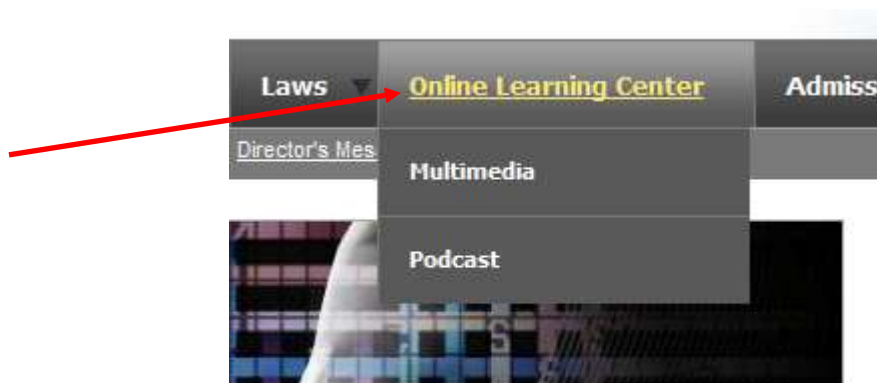 Laws Online Learning Center Admiss
Director's Mes
Multimedia
Podcast